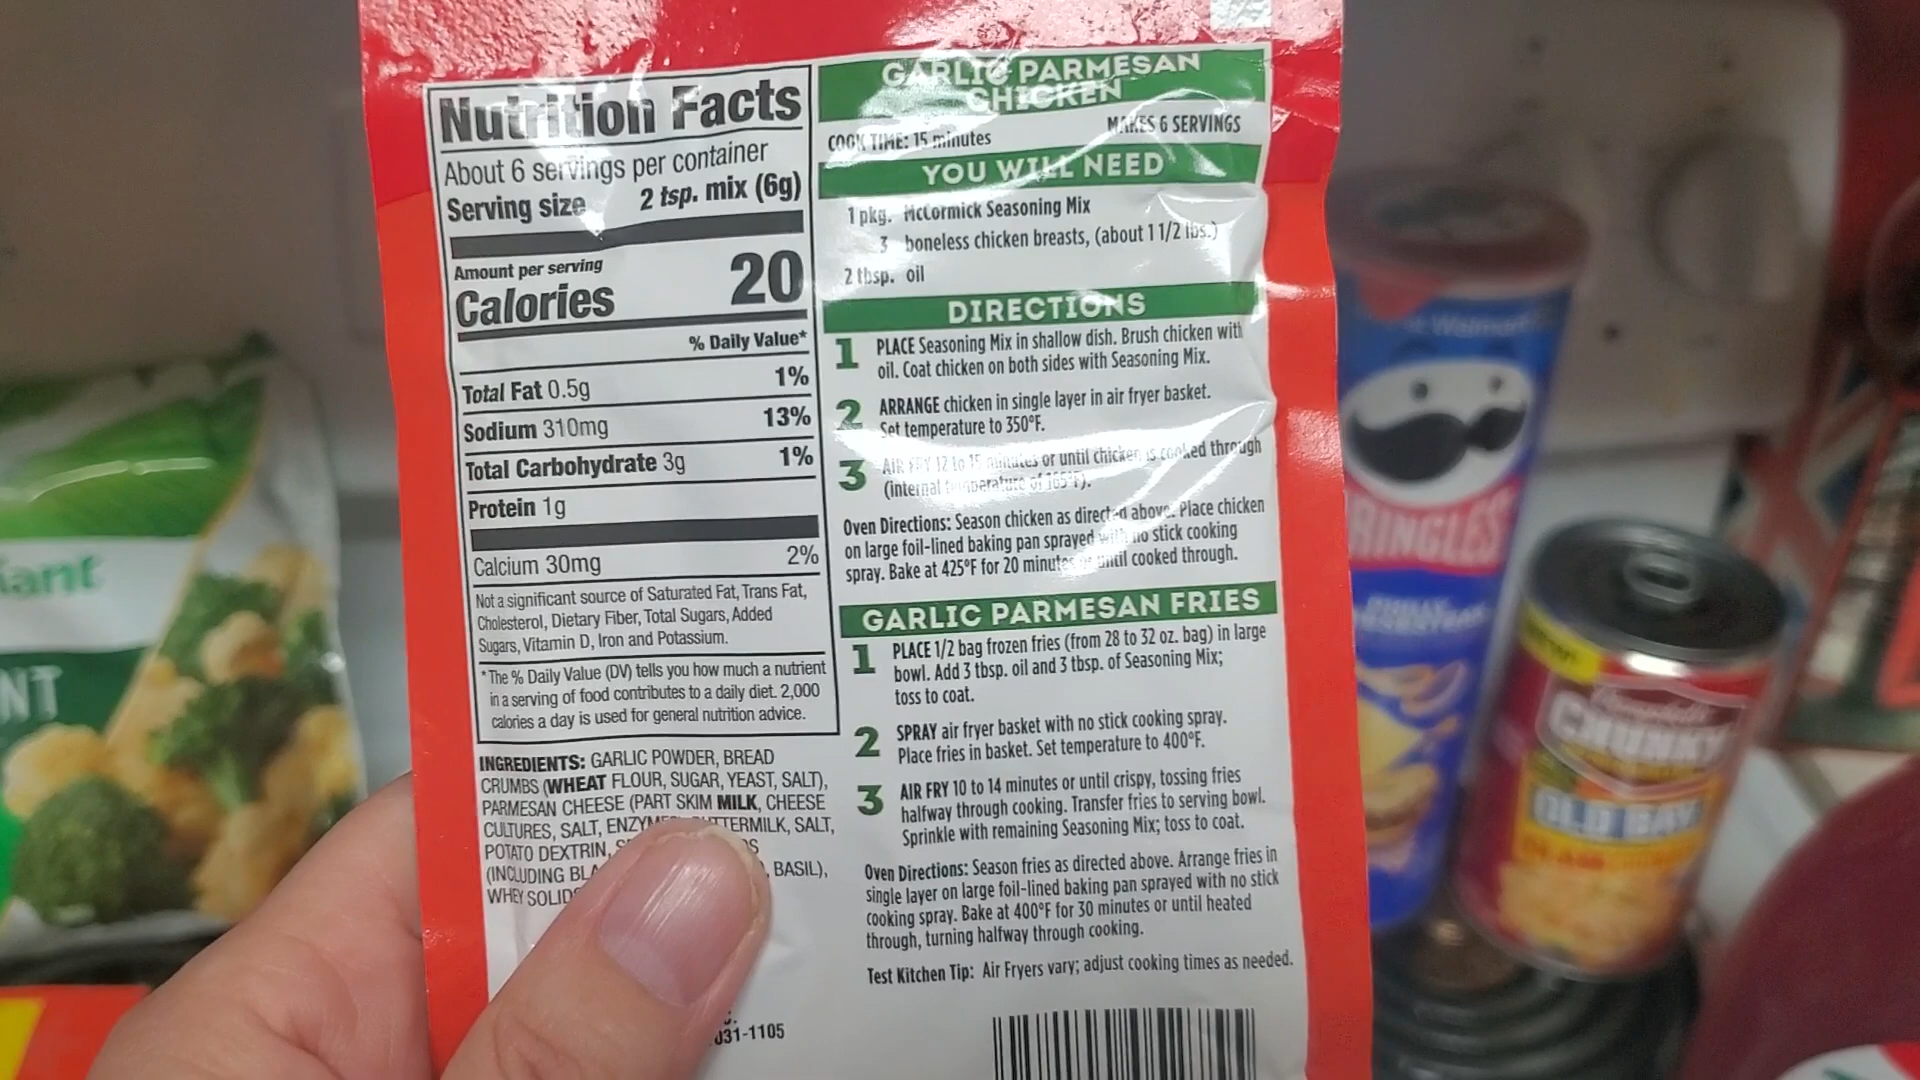 Nutrition Facts
About 6 servings per container
Serving size 2 tsp. mix (6g)
Amount per serving
Calories 20
% Daily Value*
Total Fat 0.5g 1%
Sodium 310mg 13%
Total Carbohydrate 3g 1%
Protein 1g
Calcium 30mg 2%
Not a significant source of Saturated Fat, Trans Fat,
Cholesterol, Dietary Fiber, Total Sugars, Added
Sugars, Vitamin D, Iron and Potassium.
*The % Daily Value (DV) tells you how much a nutrient
in a serving of food contributes to a daily diet. 2,000
calories a day is used for general nutrition advice.
INGREDIENTS: GARLIC POWDER, BREAD
CRUMBS (WHEAT FLOUR, SUGAR, YEAST, SALT),
PARMESAN CHEESE (PART SKIM MILK, CHEESE
CULTURES, SALT, TERMILK, SALT,
POTATO DEXTRIN,
(INCLUDING BASIL),
WHEY
031-1105
GARLIC PARMESAN
CHICKEN
COOK TIME: 15 minutes MAKES 6 SERVINGS
YOU WILL NEED
1 pkg. McCormick Seasoning Mix
3 boneless chicken breasts, (about 1 1/2 lbs.)
2 tbsp. oil
DIRECTIONS
1 PLACE Seasoning Mix in shallow dish. Brush chicken with
oil. Coat chicken on both sides with Seasoning Mix.
2 ARRANGE chicken in single layer in air fryer basket.
Set temperature to 350°F.
3 AIR FRY 12 to 15 minutes or until chicken is cooked through
(internal temperature of 165°F).
Oven Directions: Season chicken as directed above. Place chicken
on large foil-lined baking pan sprayed with no stick cooking
spray. Bake at 425°F for 20 minutes or until cooked through.
GARLIC PARMESAN FRIES
1 PLACE 1/2 bag frozen fries (from 28 to 32 oz. bag) in large
bowl. Add 3 tbsp. oil and 3 tbsp. of Seasoning Mix;
toss to coat.
2 SPRAY air fryer basket with no stick cooking spray.
Place fries in basket. Set temperature to 400°F.
3 AIR FRY 10 to 14 minutes or until crispy, tossing fries
halfway through cooking. Transfer fries to serving bowl.
Sprinkle with remaining Seasoning Mix; toss to coat.
Oven Directions: Season fries as directed above. Arrange fries in
single layer on large foil-lined baking pan sprayed with no stick
cooking spray. Bake at 400°F for 30 minutes or until heated
through, turning halfway through cooking.
Test Kitchen Tip: Air Fryers vary; adjust cooking times as needed.
iant
NT
RINGLES
Campbell's
CHUNKY
OLD BAY